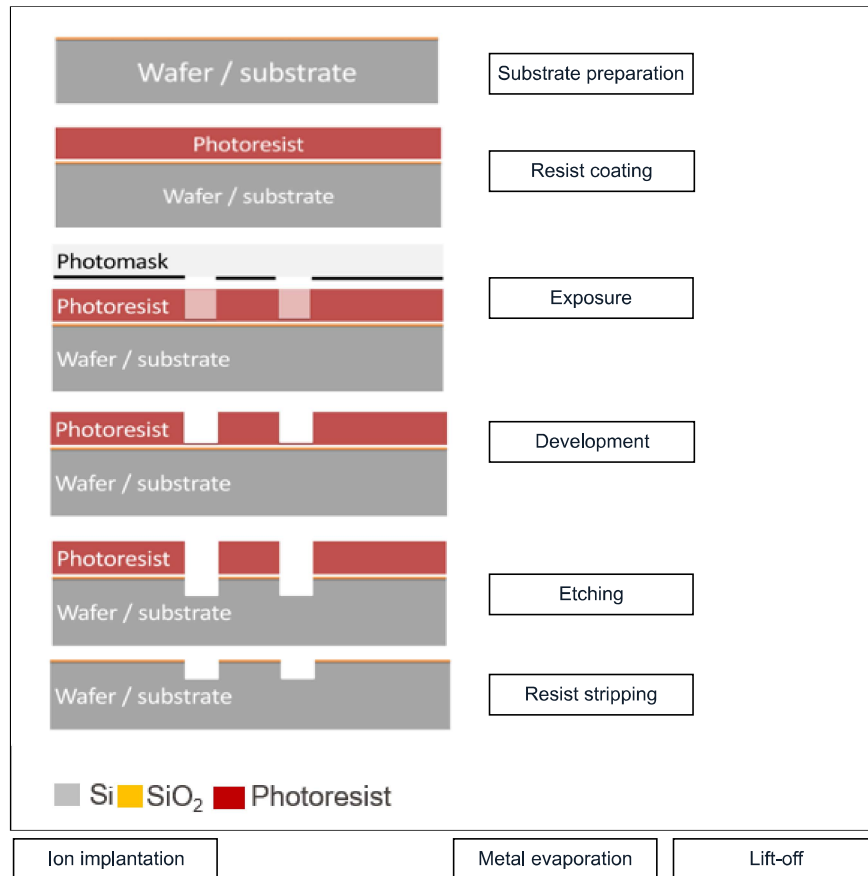 Wafer / substrate
Substrate preparation
Photoresist
Wafer / substrate
Resist coating
Photomask
Photoresist
Wafer / substrate
Exposure
Photoresist
Wafer / substrate
Development
Photoresist
Wafer / substrate
Etching
Wafer / substrate
Resist stripping
Si SiO₂ Photoresist
Ion implantation Metal evaporation Lift-off